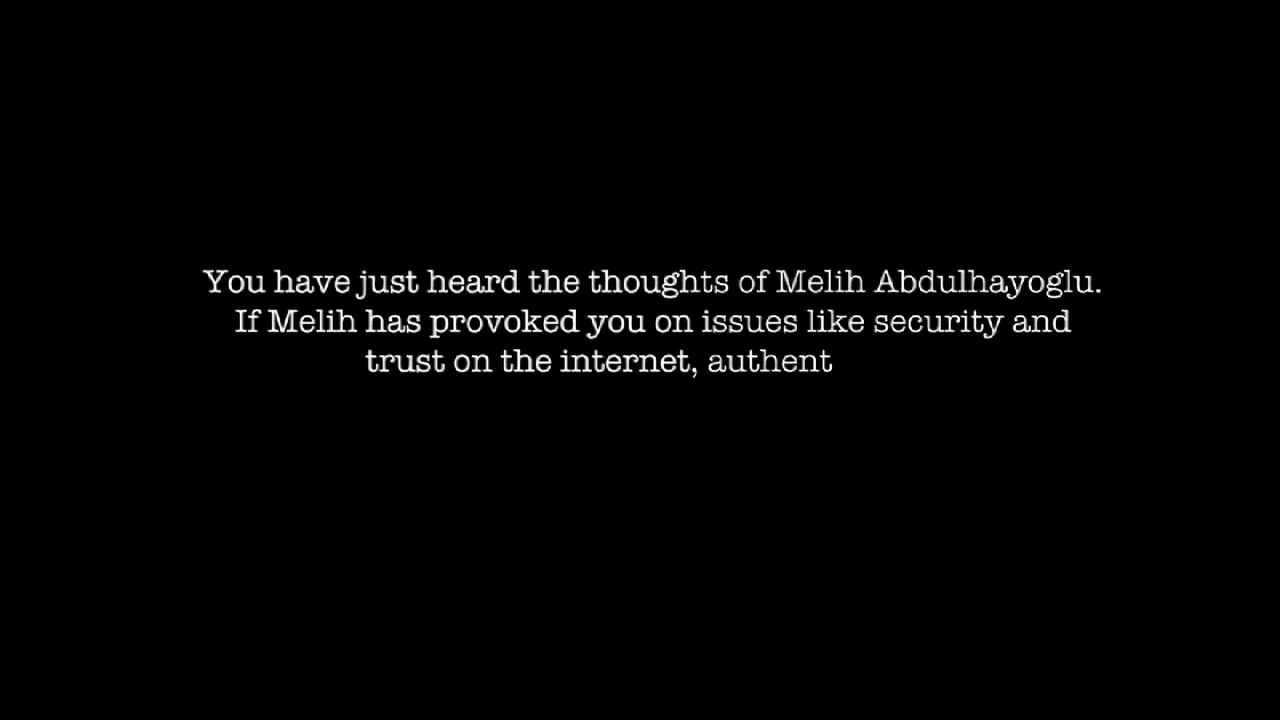 You have just heard the thoughts of Melih Abdulhayoglu.
If Melih has provoked you on issues like security and
trust on the internet, authent